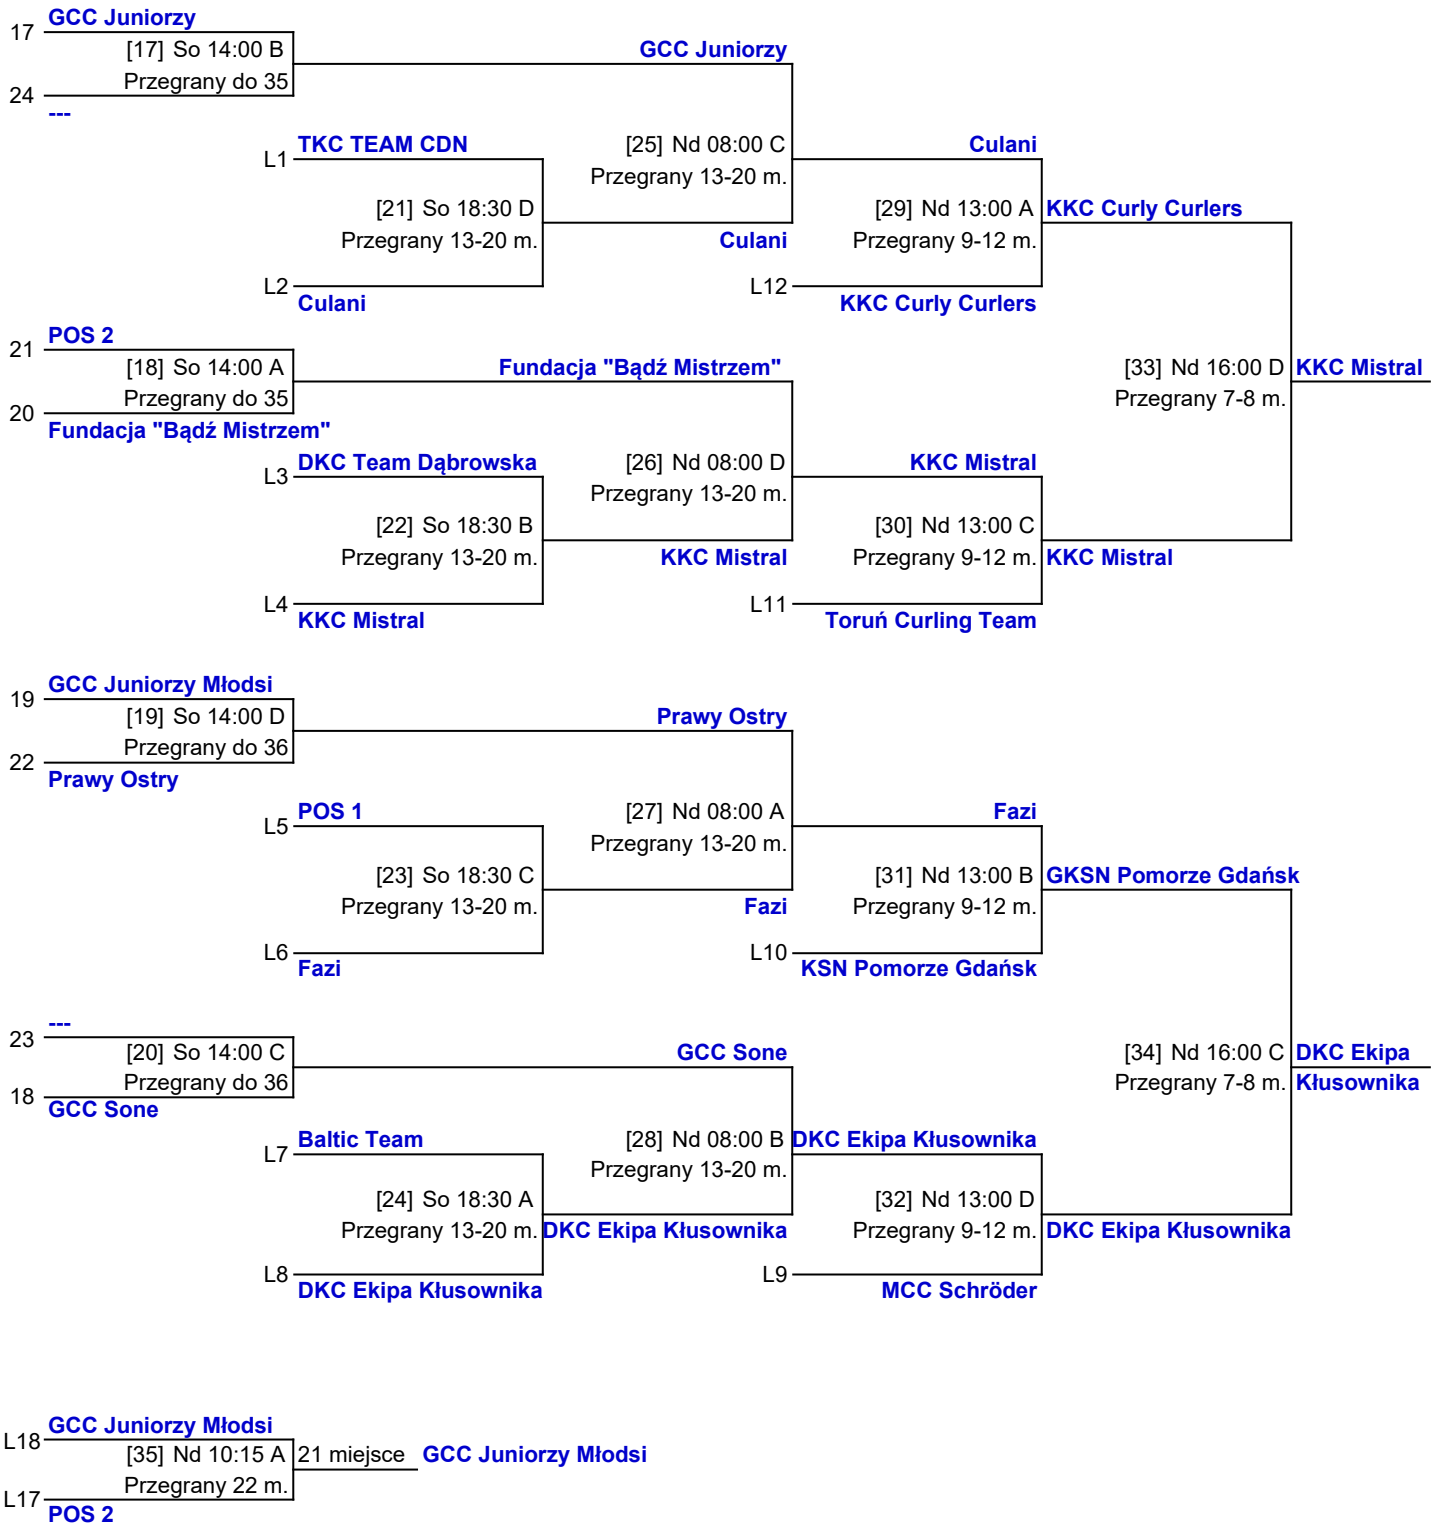 GCC Juniorzy
17
[17] So 14:00 B
GCC Juniorzy
Przegrany do 35
24
---
TKC TEAM CDN
L1
[25] Nd 08:00 C
Culani
Przegrany 13-20 m.
[21] So 18:30 D
[29] Nd 13:00 A
KKC Curly Curlers
Przegrany 13-20 m.
Culani
Przegrany 9-12 m.
L2
Culani
L12
KKC Curly Curlers
POS 2
21
[18] So 14:00 A
Fundacja "Bądź Mistrzem"
[33] Nd 16:00 D
KKC Mistral
Przegrany do 35
Przegrany 7-8 m.
20
Fundacja "Bądź Mistrzem"
DKC Team Dąbrowska
L3
[26] Nd 08:00 D
KKC Mistral
Przegrany 13-20 m.
[22] So 18:30 B
[30] Nd 13:00 C
Przegrany 13-20 m.
KKC Mistral
Przegrany 9-12 m.
KKC Mistral
L4
KKC Mistral
L11
Toruń Curling Team
GCC Juniorzy Młodsi
19
[19] So 14:00 D
Prawy Ostry
Przegrany do 36
22
Prawy Ostry
POS 1
L5
[27] Nd 08:00 A
Fazi
Przegrany 13-20 m.
[23] So 18:30 C
[31] Nd 13:00 B
GKSN Pomorze Gdańsk
Przegrany 13-20 m.
Fazi
Przegrany 9-12 m.
L6
Fazi
L10
KSN Pomorze Gdańsk
---
23
[20] So 14:00 C
GCC Sone
[34] Nd 16:00 C
DKC Ekipa
Przegrany do 36
Przegrany 7-8 m.
Kłusownika
18
GCC Sone
Baltic Team
L7
[28] Nd 08:00 B
DKC Ekipa Kłusownika
Przegrany 13-20 m.
[24] So 18:30 A
[32] Nd 13:00 D
Przegrany 13-20 m.
DKC Ekipa Kłusownika
Przegrany 9-12 m.
DKC Ekipa Kłusownika
L8
DKC Ekipa Kłusownika
L9
MCC Schröder
GCC Juniorzy Młodsi
L18
[35] Nd 10:15 A
21 miejsce
GCC Juniorzy Młodsi
Przegrany 22 m.
L17
POS 2